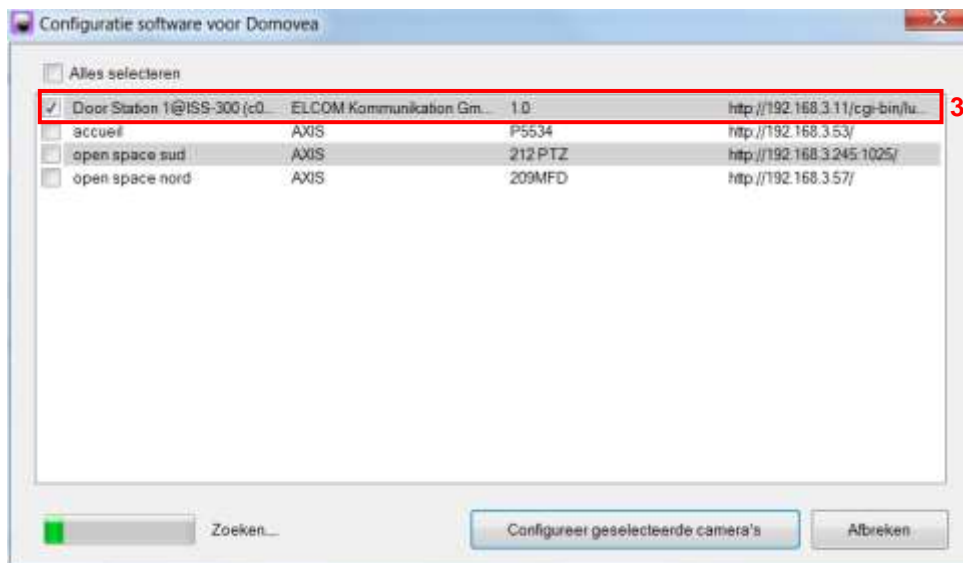 Configuratie software voor Domovea
Alles selecteren
Door Station 1@ISS-300 (c0... ELCOM Kommunikation Gm... 1.0 http://192.168.3.11/cgi-bin/lu... 3
accueil AXIS P5534 http://192.168.3.53/
open space sud AXIS 212 PTZ http://192.168.3.245:1025/
open space nord AXIS 209MFD http://192.168.3.57/
Zoeken... Configureer geselecteerde camera's Afbreken